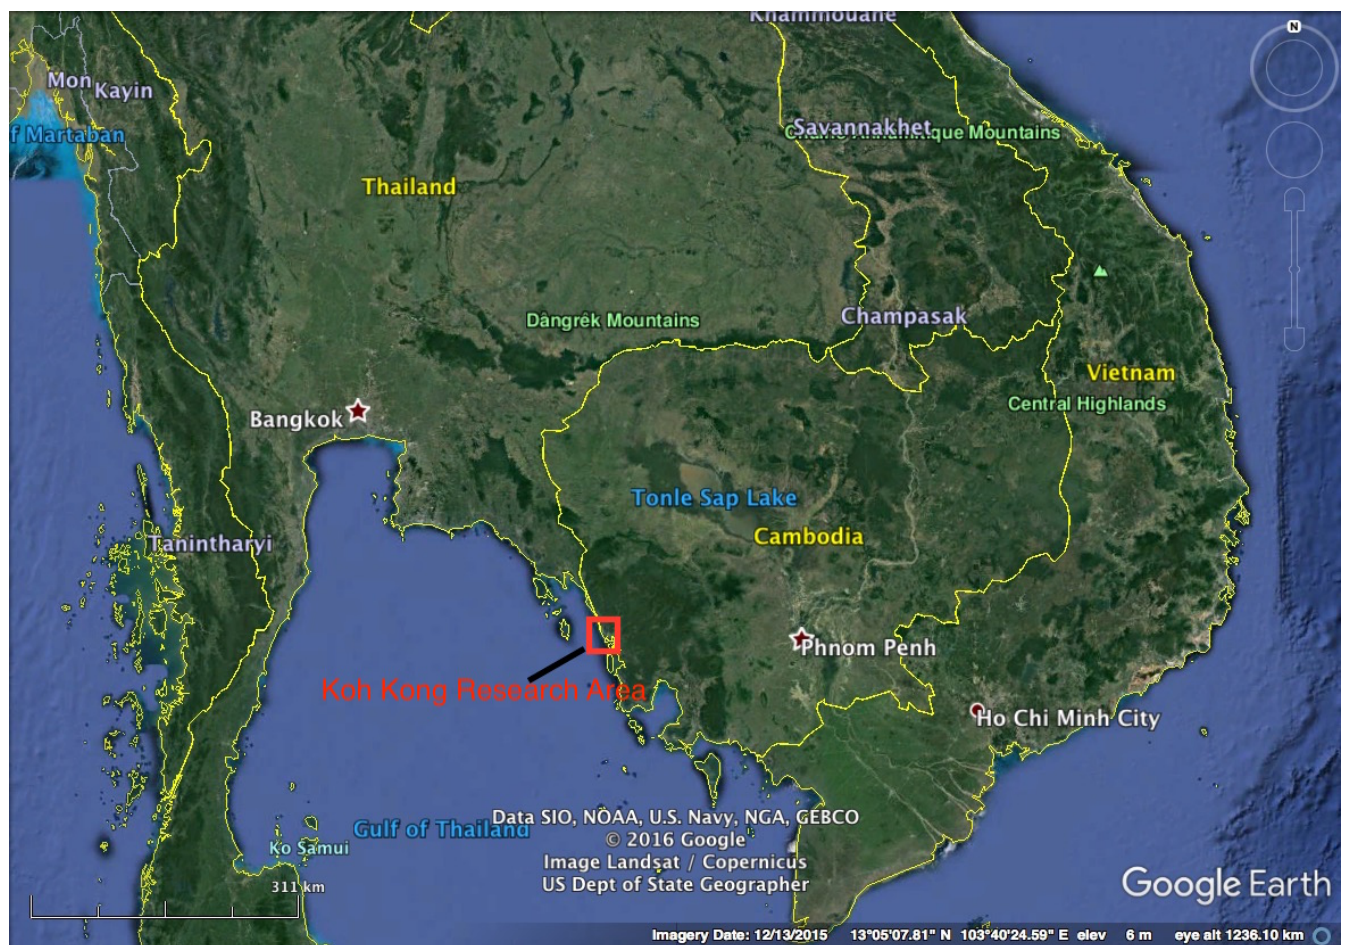 Khammouane
N
Mon
Kayin
f Martaban
Savannakhet
Chaîne Annamitique Mountains
Thailand
Dângrêk Mountains
Champasak
Vietnam
Central Highlands
Bangkok
Tonle Sap Lake
Cambodia
Tanintharyi
Phnom Penh
Koh Kong Research Area
Ho Chi Minh City
Data SIO, NOAA, U.S. Navy, NGA, GEBCO
Gulf of Thailand
© 2016 Google
Ko Samui
Image Landsat / Copernicus
US Dept of State Geographer
311 km
Google Earth
Imagery Date: 12/13/2015 13°05'07.81" N 103°40'24.59" E elev 6 m eye alt 1236.10 km